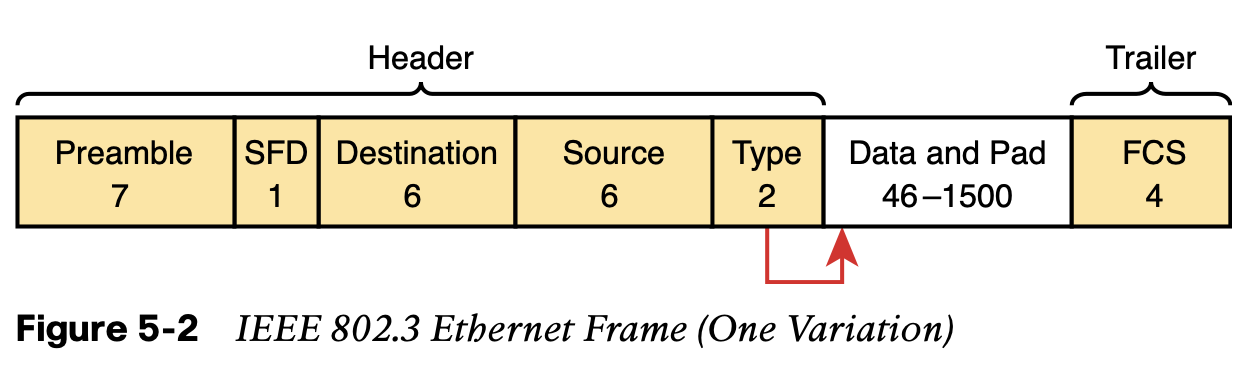 Header Trailer
Preamble SFD Destination Source Type Data and Pad FCS
7 1 6 6 2 46–1500 4
Figure 5-2 IEEE 802.3 Ethernet Frame (One Variation)